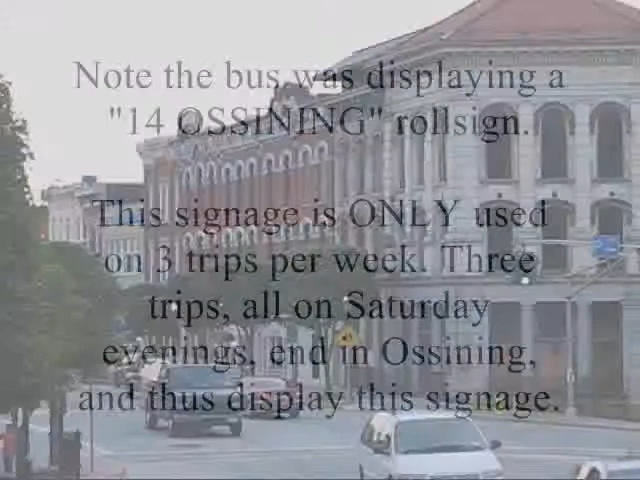 Note the bus was displaying a
"14 OSSINING" rollsign.
This signage is ONLY used
on 3 trips per week. Three
trips, all on Saturday
evenings, end in Ossining,
and thus display this signage.